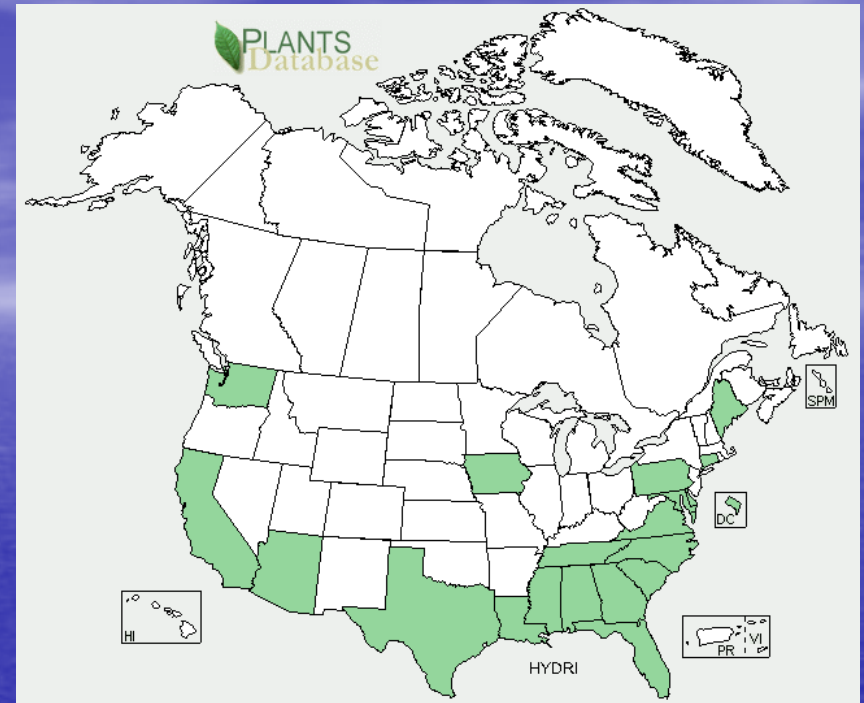 PLANTS
Database
SPM
DC
HI
PR
VI
HYDRI